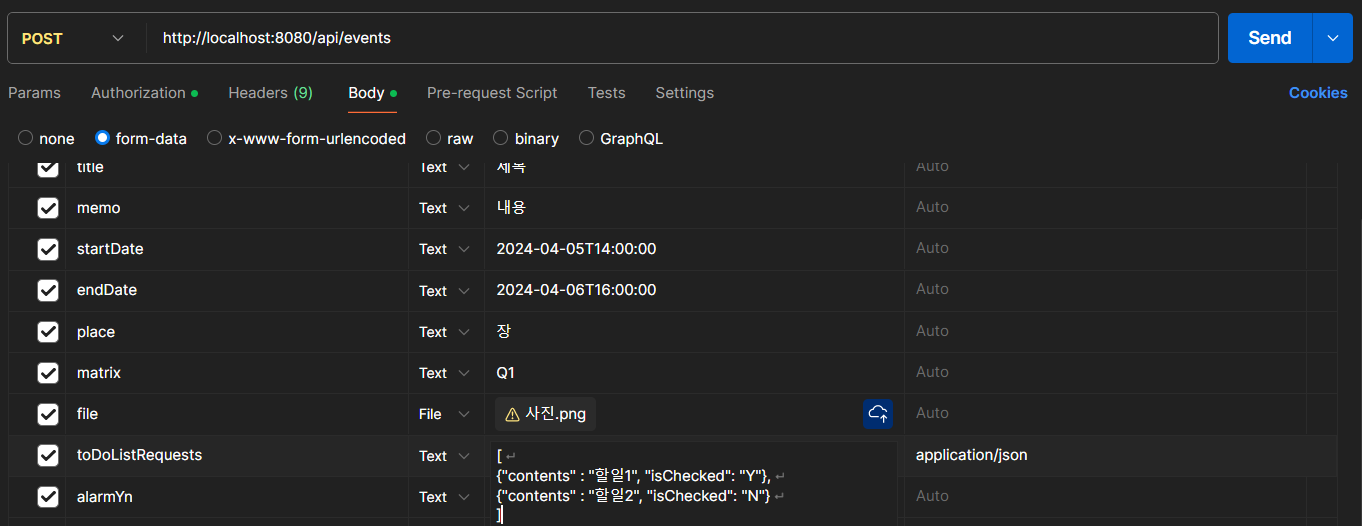 POST http://localhost:8080/api/events Send
Params Authorization Headers (9) Body Pre-request Script Tests Settings Cookies
none form-data x-www-form-urlencoded raw binary GraphQL
title Text 제목 Auto
memo Text 내용 Auto
startDate Text 2024-04-05T14:00:00 Auto
endDate Text 2024-04-06T16:00:00 Auto
place Text 장 Auto
matrix Text Q1 Auto
file File 사진.png Auto
toDoListRequests Text [ ↵ application/json
{"contents" : "할일1", "isChecked": "Y"}, ↵
{"contents" : "할일2", "isChecked": "N"} ↵
]
alarmYn Text Auto